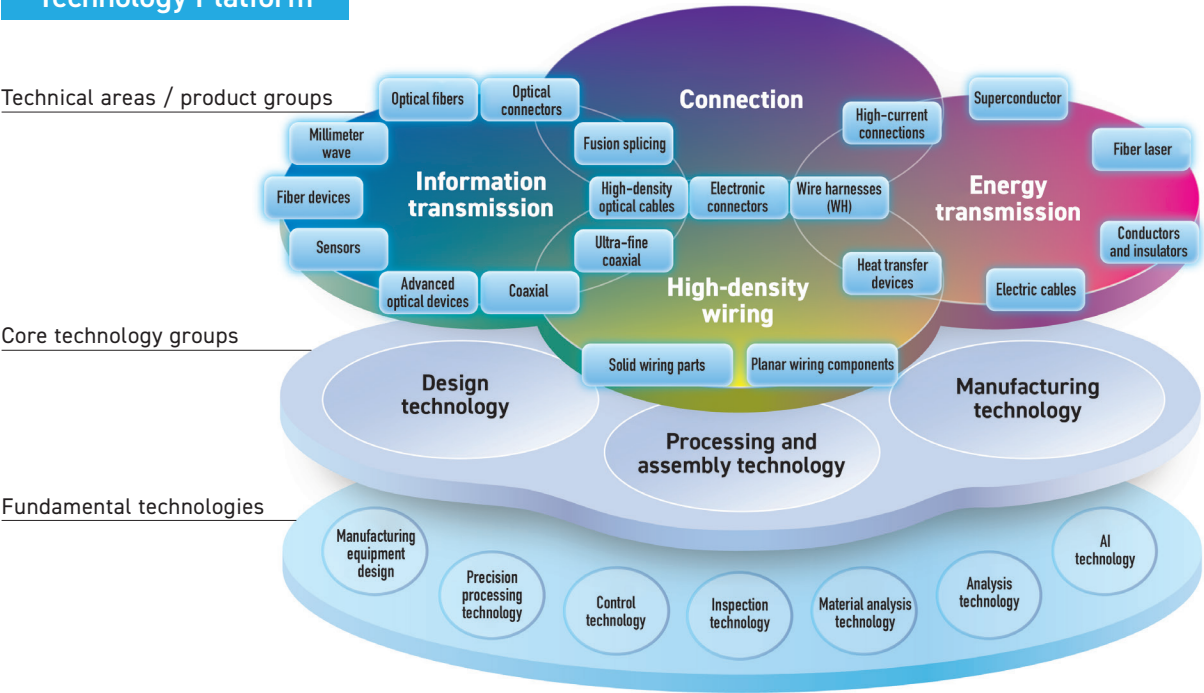 Technology Platform
Technical areas / product groups
Connection
Optical fibers
Optical
connectors
Superconductor
High-current
connections
Millimeter
wave
Fusion splicing
Fiber laser
Information
transmission
Energy
transmission
Fiber devices
High-density
optical cables
Electronic
connectors
Wire harnesses
(WH)
Sensors
Ultra-fine
coaxial
Conductors
and insulators
Heat transfer
devices
Advanced
optical devices
Coaxial
High-density
wiring
Electric cables
Core technology groups
Solid wiring parts
Planar wiring components
Design
technology
Manufacturing
technology
Processing and
assembly technology
Fundamental technologies
Manufacturing
equipment
design
Precision
processing
technology
Control
technology
Inspection
technology
Material analysis
technology
Analysis
technology
AI
technology